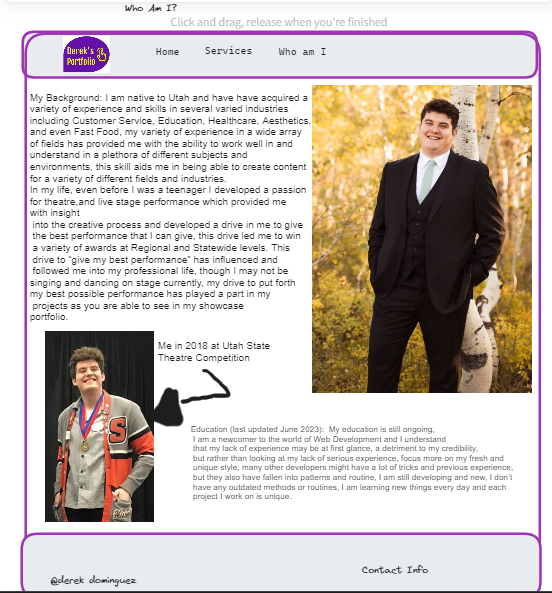 Who Am I?
Click and drag, release when you're finished
Derek's
Portfolio
Home Services Who am I
My Background: I am native to Utah and have have acquired a
variety of experience and skills in several varied industries
including Customer Service, Education, Healthcare, Aesthetics,
and even Fast Food, my variety of experience in a wide array
of fields has provided me with the ability to work well in and
understand in a plethora of different subjects and
environments, this skill aids me in being able to create content
for a variety of different fields and industries.
In my life, even before I was a teenager I developed a passion
for theatre,and live stage performance which provided me
with insight
into the creative process and developed a drive in me to give
the best performance that I can give, this drive led me to win
a variety of awards at Regional and Statewide levels. This
drive to "give my best performance" has influenced and
followed me into my professional life, though I may not be
singing and dancing on stage currently, my drive to put forth
my best possible performance has played a part in my
projects as you are able to see in my showcase
portfolio.
Me in 2018 at Utah State
Theatre Competition
S
Education (last updated June 2023): My education is still ongoing,
I am a newcomer to the world of Web Development and I understand
that my lack of experience may be at first glance, a detriment to my credibility,
but rather than looking at my lack of serious experience, focus more on my fresh and
unique style, many other developers might have a lot of tricks and previous experience,
but they also have fallen into patterns and routine, I am still developing and new, I don't
have any outdated methods or routines, I am learning new things every day and each
project I work on is unique.
Contact Info
@derek dominguez